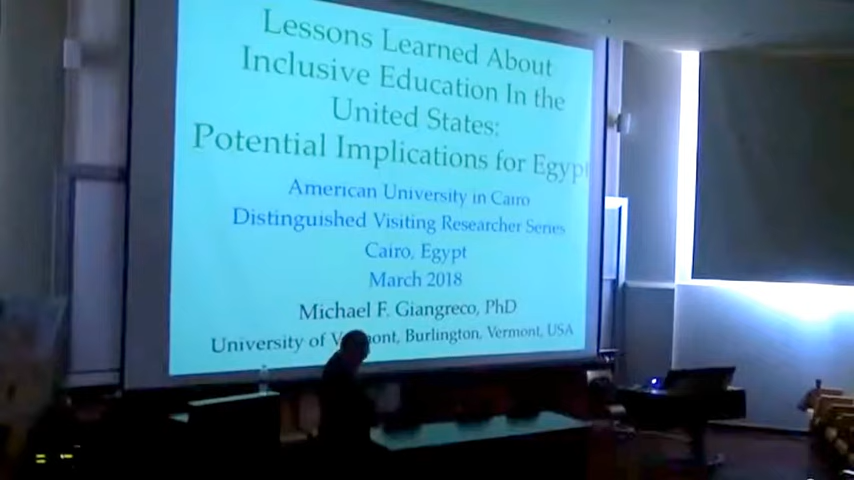 Lessons Learned About
Inclusive Education In the
United States:
Potential Implications for Egypt
American University in Cairo
Distinguished Visiting Researcher Series
Cairo, Egypt
March 2018
Michael F. Giangreco, PhD
University of Vermont, Burlington, Vermont, USA